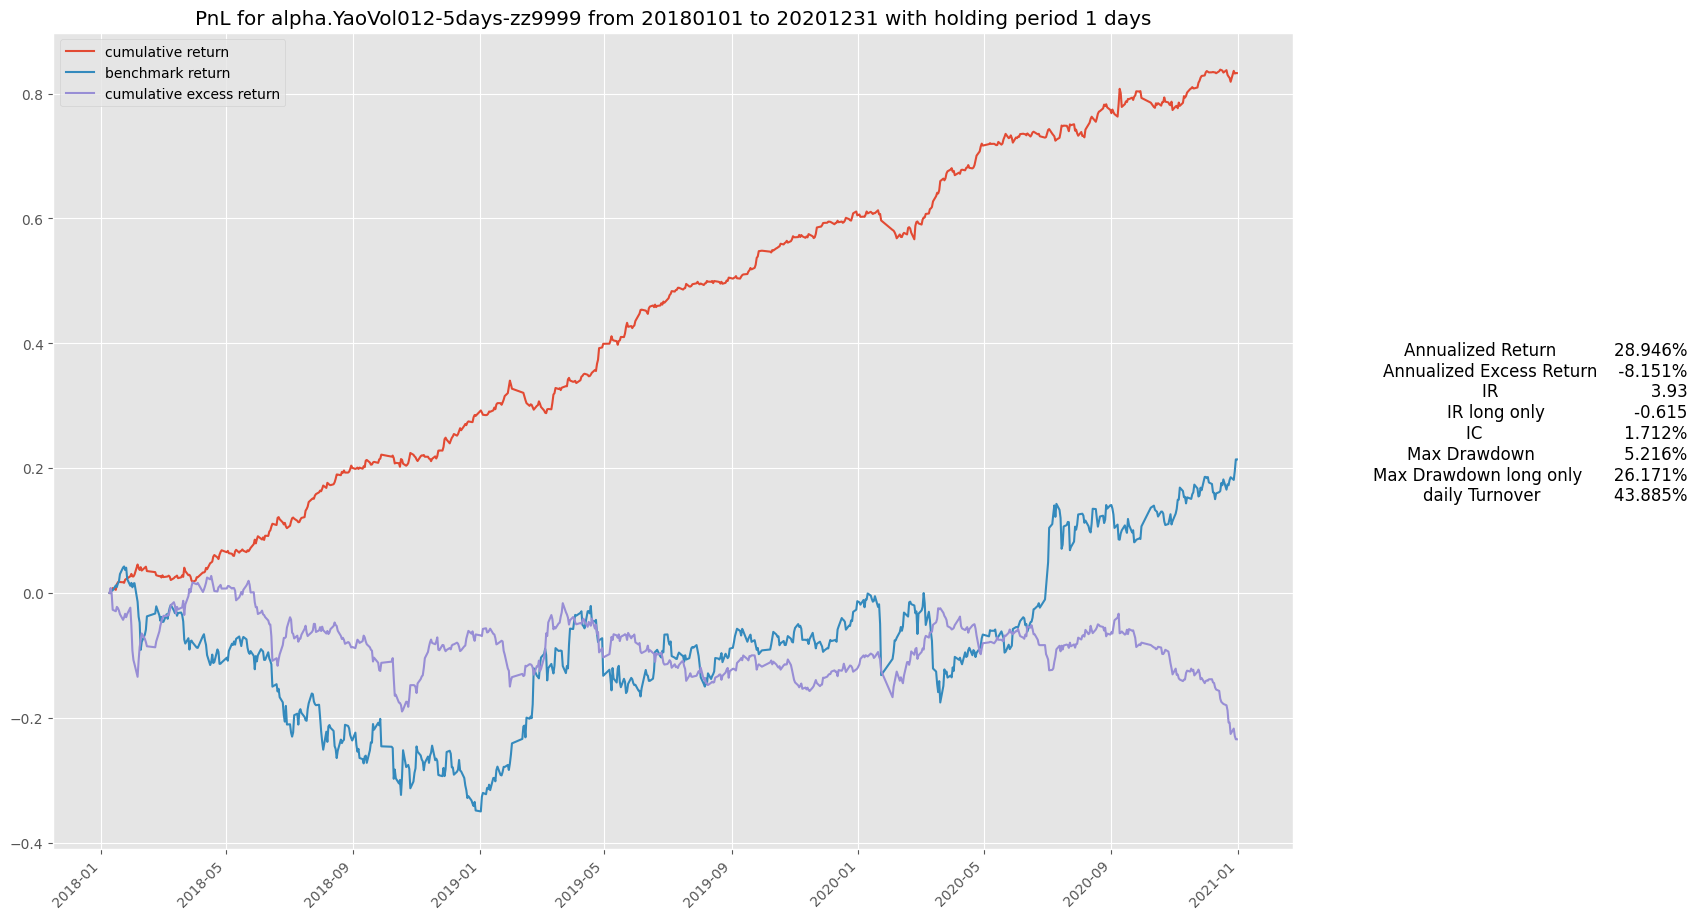 PnL for alpha.YaoVol012-5days-zz9999 from 20180101 to 20201231 with holding period 1 days
cumulative return
benchmark return
cumulative excess return
0.8
0.6
0.4
0.2
0.0
−0.2
−0.4
2018-01
2018-05
2018-09
2019-01
2019-05
2019-09
2020-01
2020-05
2020-09
2021-01
Annualized Return 28.946%
Annualized Excess Return -8.151%
IR 3.93
IR long only -0.615
IC 1.712%
Max Drawdown 5.216%
Max Drawdown long only 26.171%
daily Turnover 43.885%